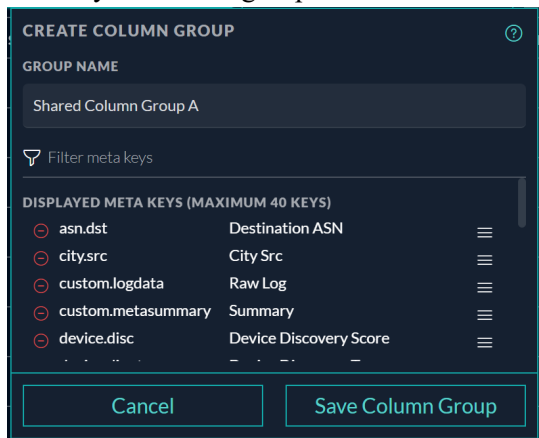 CREATE COLUMN GROUP
GROUP NAME
Shared Column Group A
Filter meta keys
DISPLAYED META KEYS (MAXIMUM 40 KEYS)
asn.dst Destination ASN
city.src City Src
custom.logdata Raw Log
custom.metasummary Summary
device.disc Device Discovery Score
Cancel Save Column Group